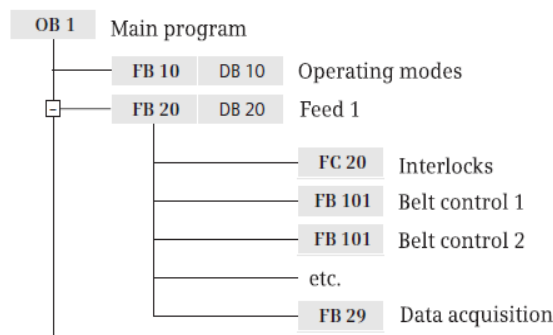 OB 1 Main program
FB 10 DB 10 Operating modes
FB 20 DB 20 Feed 1
FC 20 Interlocks
FB 101 Belt control 1
FB 101 Belt control 2
etc.
FB 29 Data acquisition